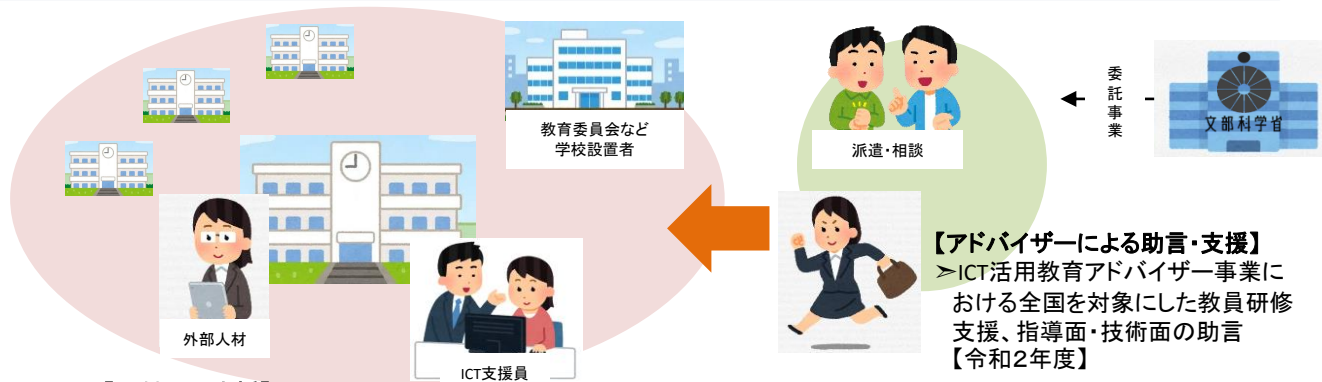 教育委員会など
学校設置者
外部人材
ICT支援員
派遣・相談
委託事業
文部科学省
【アドバイザーによる助言・支援】
➢ICT活用教育アドバイザー事業に
おける全国を対象にした教員研修
支援、指導面・技術面の助言
【令和２年度】